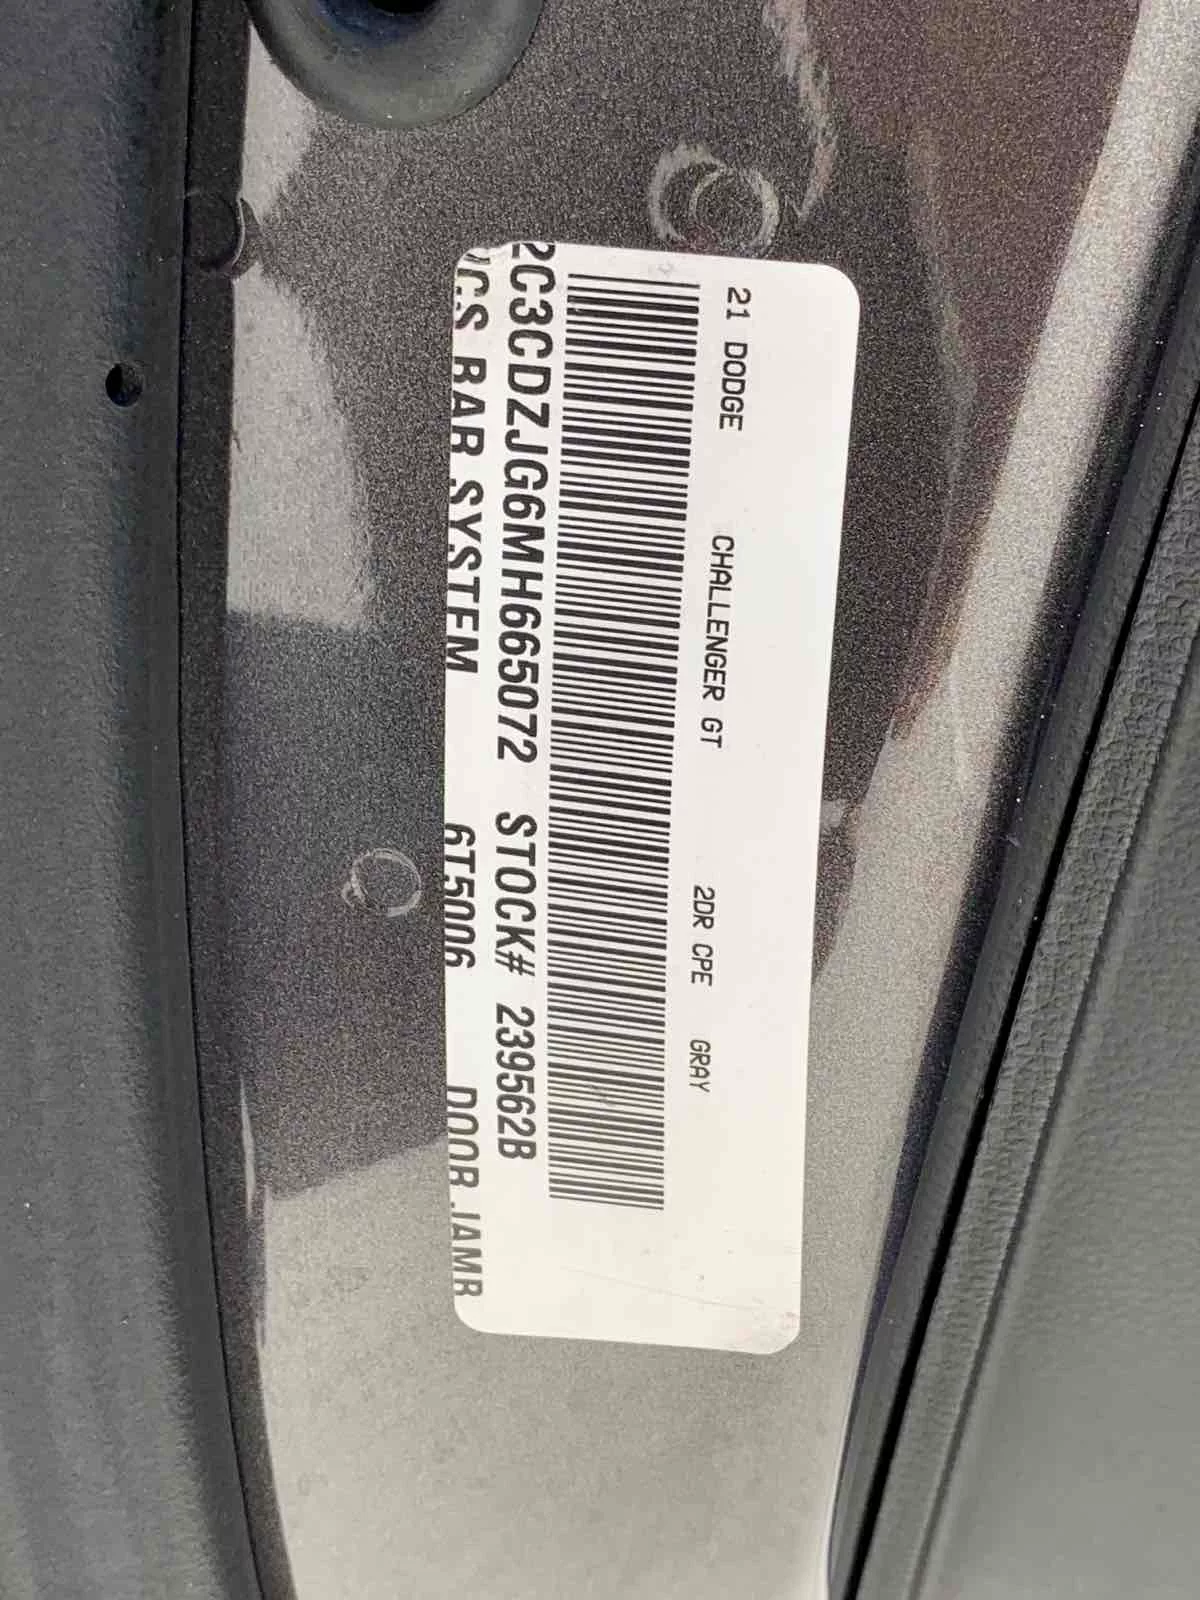 21 DODGE CHALLENGER GT 2DR CPE GRAY
2C3CDZJG6MH665072 STOCK# 239562B
BAR SYSTEM 6T5006 DOOR JAMB